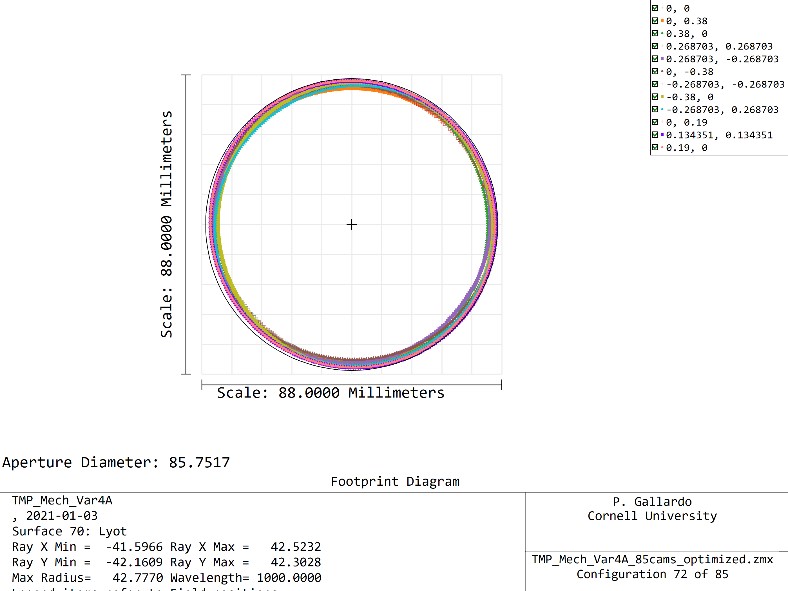 0, 0
0, 0.38
0.38, 0
0.268703, 0.268703
0.268703, -0.268703
0, -0.38
-0.268703, -0.268703
-0.38, 0
-0.268703, 0.268703
0, 0.19
0.134351, 0.134351
0.19, 0
Scale: 88.0000 Millimeters
Scale: 88.0000 Millimeters
Aperture Diameter: 85.7517
Footprint Diagram
TMP_Mech_Var4A
, 2021-01-03
Surface 70: Lyot
Ray X Min = -41.5966 Ray X Max = 42.5232
Ray Y Min = -42.1609 Ray Y Max = 42.3028
Max Radius= 42.7770 Wavelength= 1000.0000
P. Gallardo
Cornell University
TMP_Mech_Var4A_85cams_optimized.zmx
Configuration 72 of 85